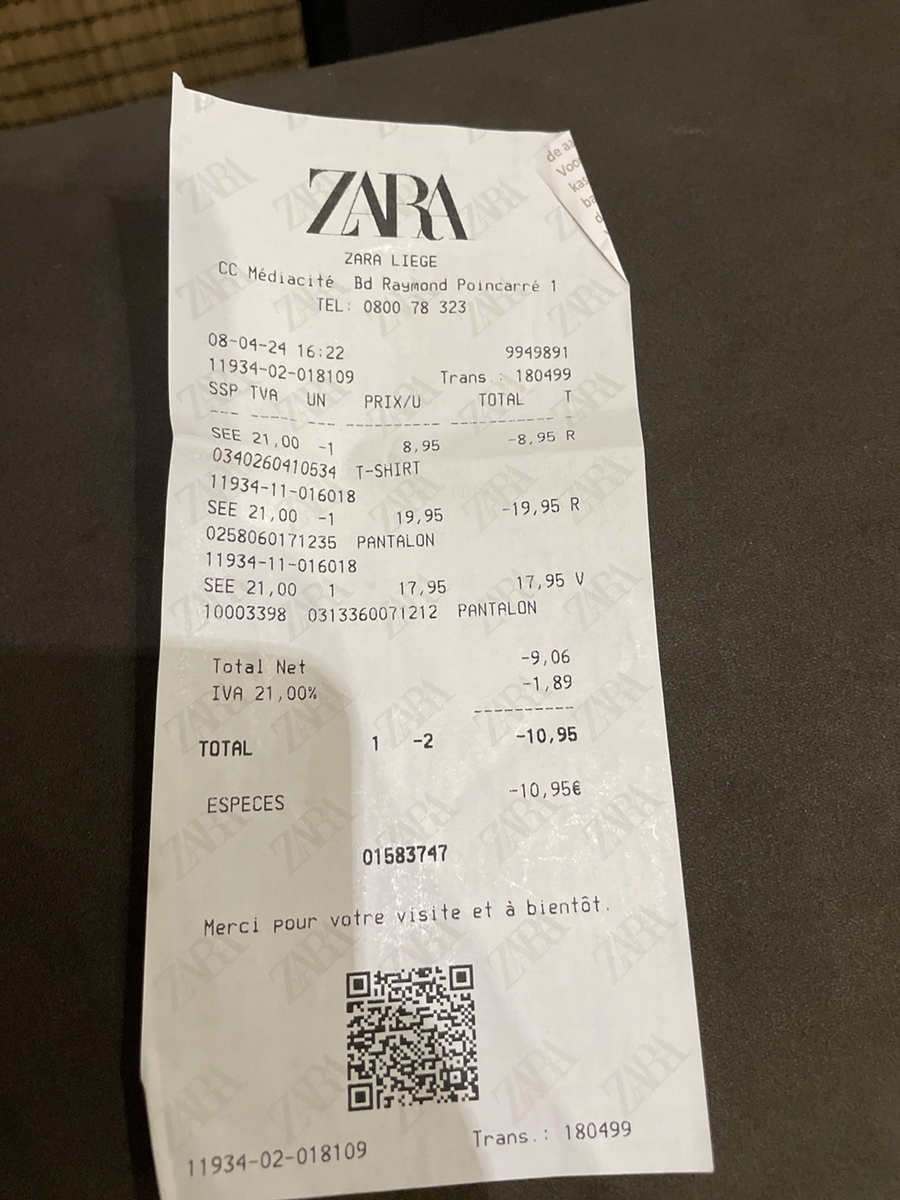 ZARA
de aa
Voo
kas
ba
d
ZARA LIEGE
CC Médiacité Bd Raymond Poincarré 1
TEL: 0800 78 323
08-04-24 16:22 9949891
11934-02-018109 Trans.: 180499
SSP TVA UN PRIX/U TOTAL T
SEE 21,00 -1 8,95 -8,95 R
0340260410534 T-SHIRT
11934-11-016018
SEE 21,00 -1 19,95 -19,95 R
0258060171235 PANTALON
11934-11-016018
SEE 21,00 1 17,95 17,95 V
10003398 0313360071212 PANTALON
Total Net -9,06
IVA 21,00% -1,89
TOTAL 1 -2 -10,95
ESPECES -10,95€
01583747
Merci pour votre visite et à bientôt.
11934-02-018109 Trans.: 180499